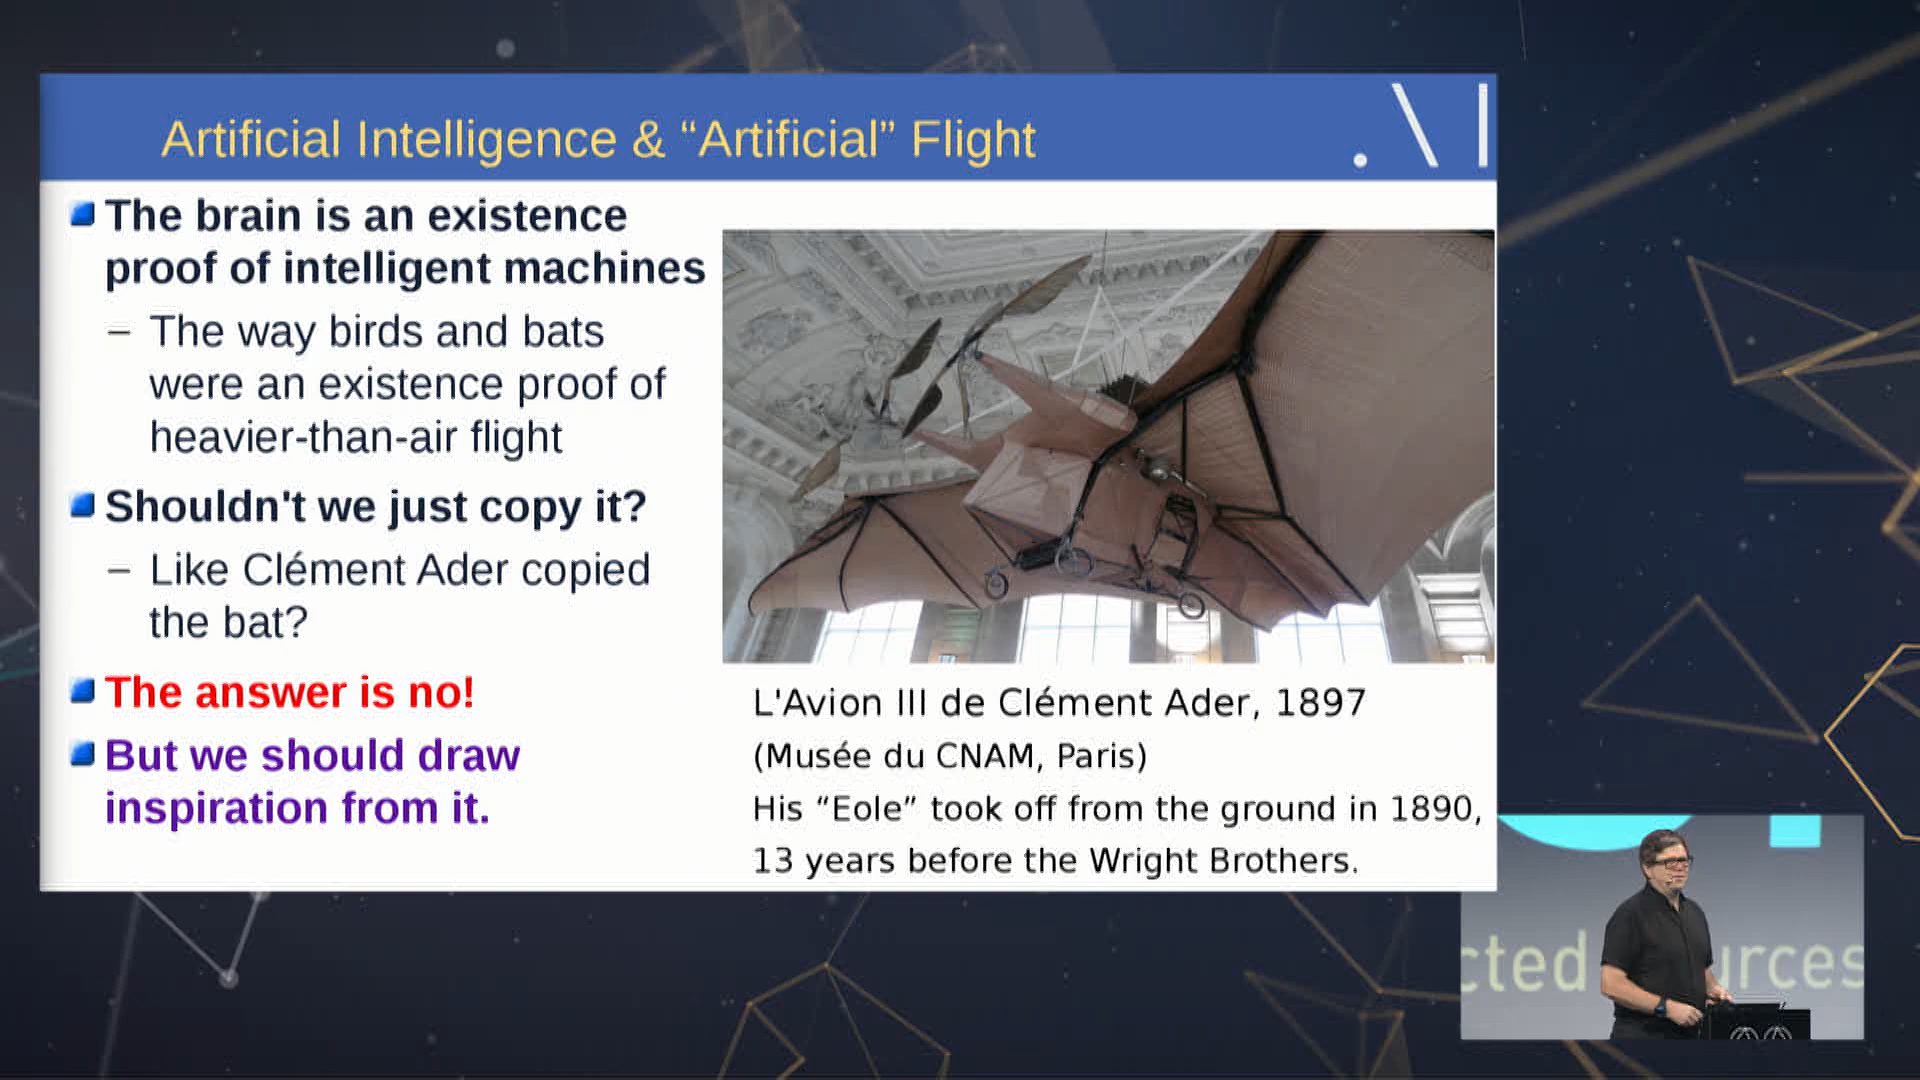 Artificial Intelligence & “Artificial” Flight
The brain is an existence
proof of intelligent machines
– The way birds and bats
were an existence proof of
heavier-than-air flight
Shouldn't we just copy it?
– Like Clément Ader copied
the bat?
The answer is no!
But we should draw
inspiration from it.
L'Avion III de Clément Ader, 1897
(Musée du CNAM, Paris)
His “Eole” took off from the ground in 1890,
13 years before the Wright Brothers.
cted urces